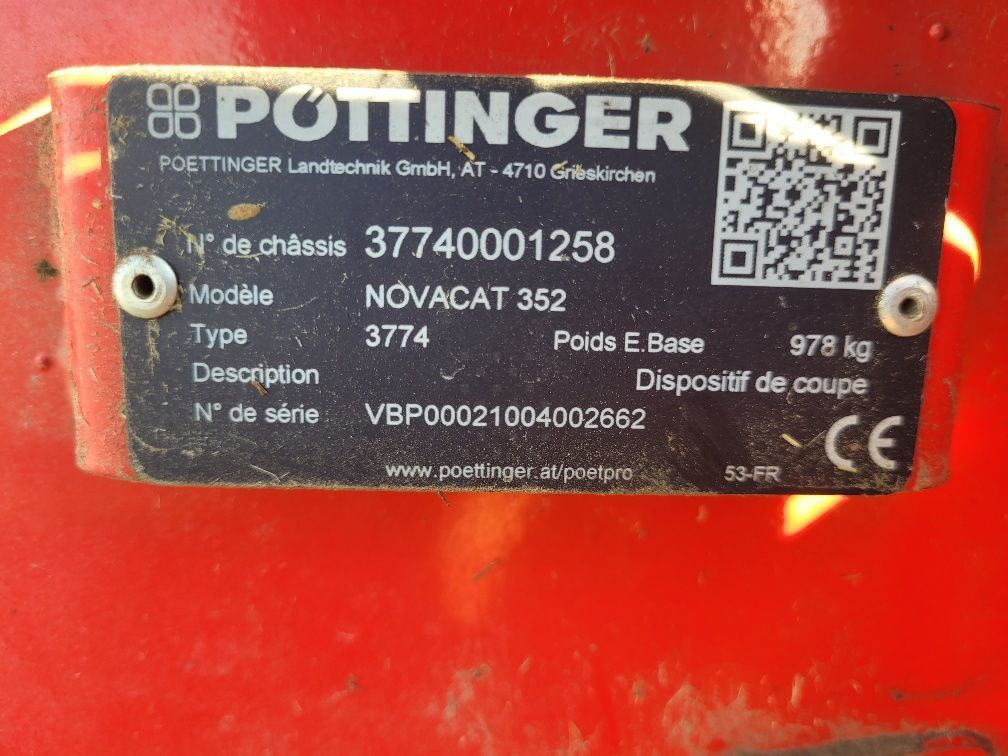 PÖTTINGER
POETTINGER Landtechnik GmbH, AT - 4710 Grieskirchen
N° de châssis 37740001258
Modèle NOVACAT 352
Type 3774 Poids E.Base 978 kg
Description Dispositif de coupe
N° de série VBP00021004002662
www.poettinger.at/poetpro 53-FR CE